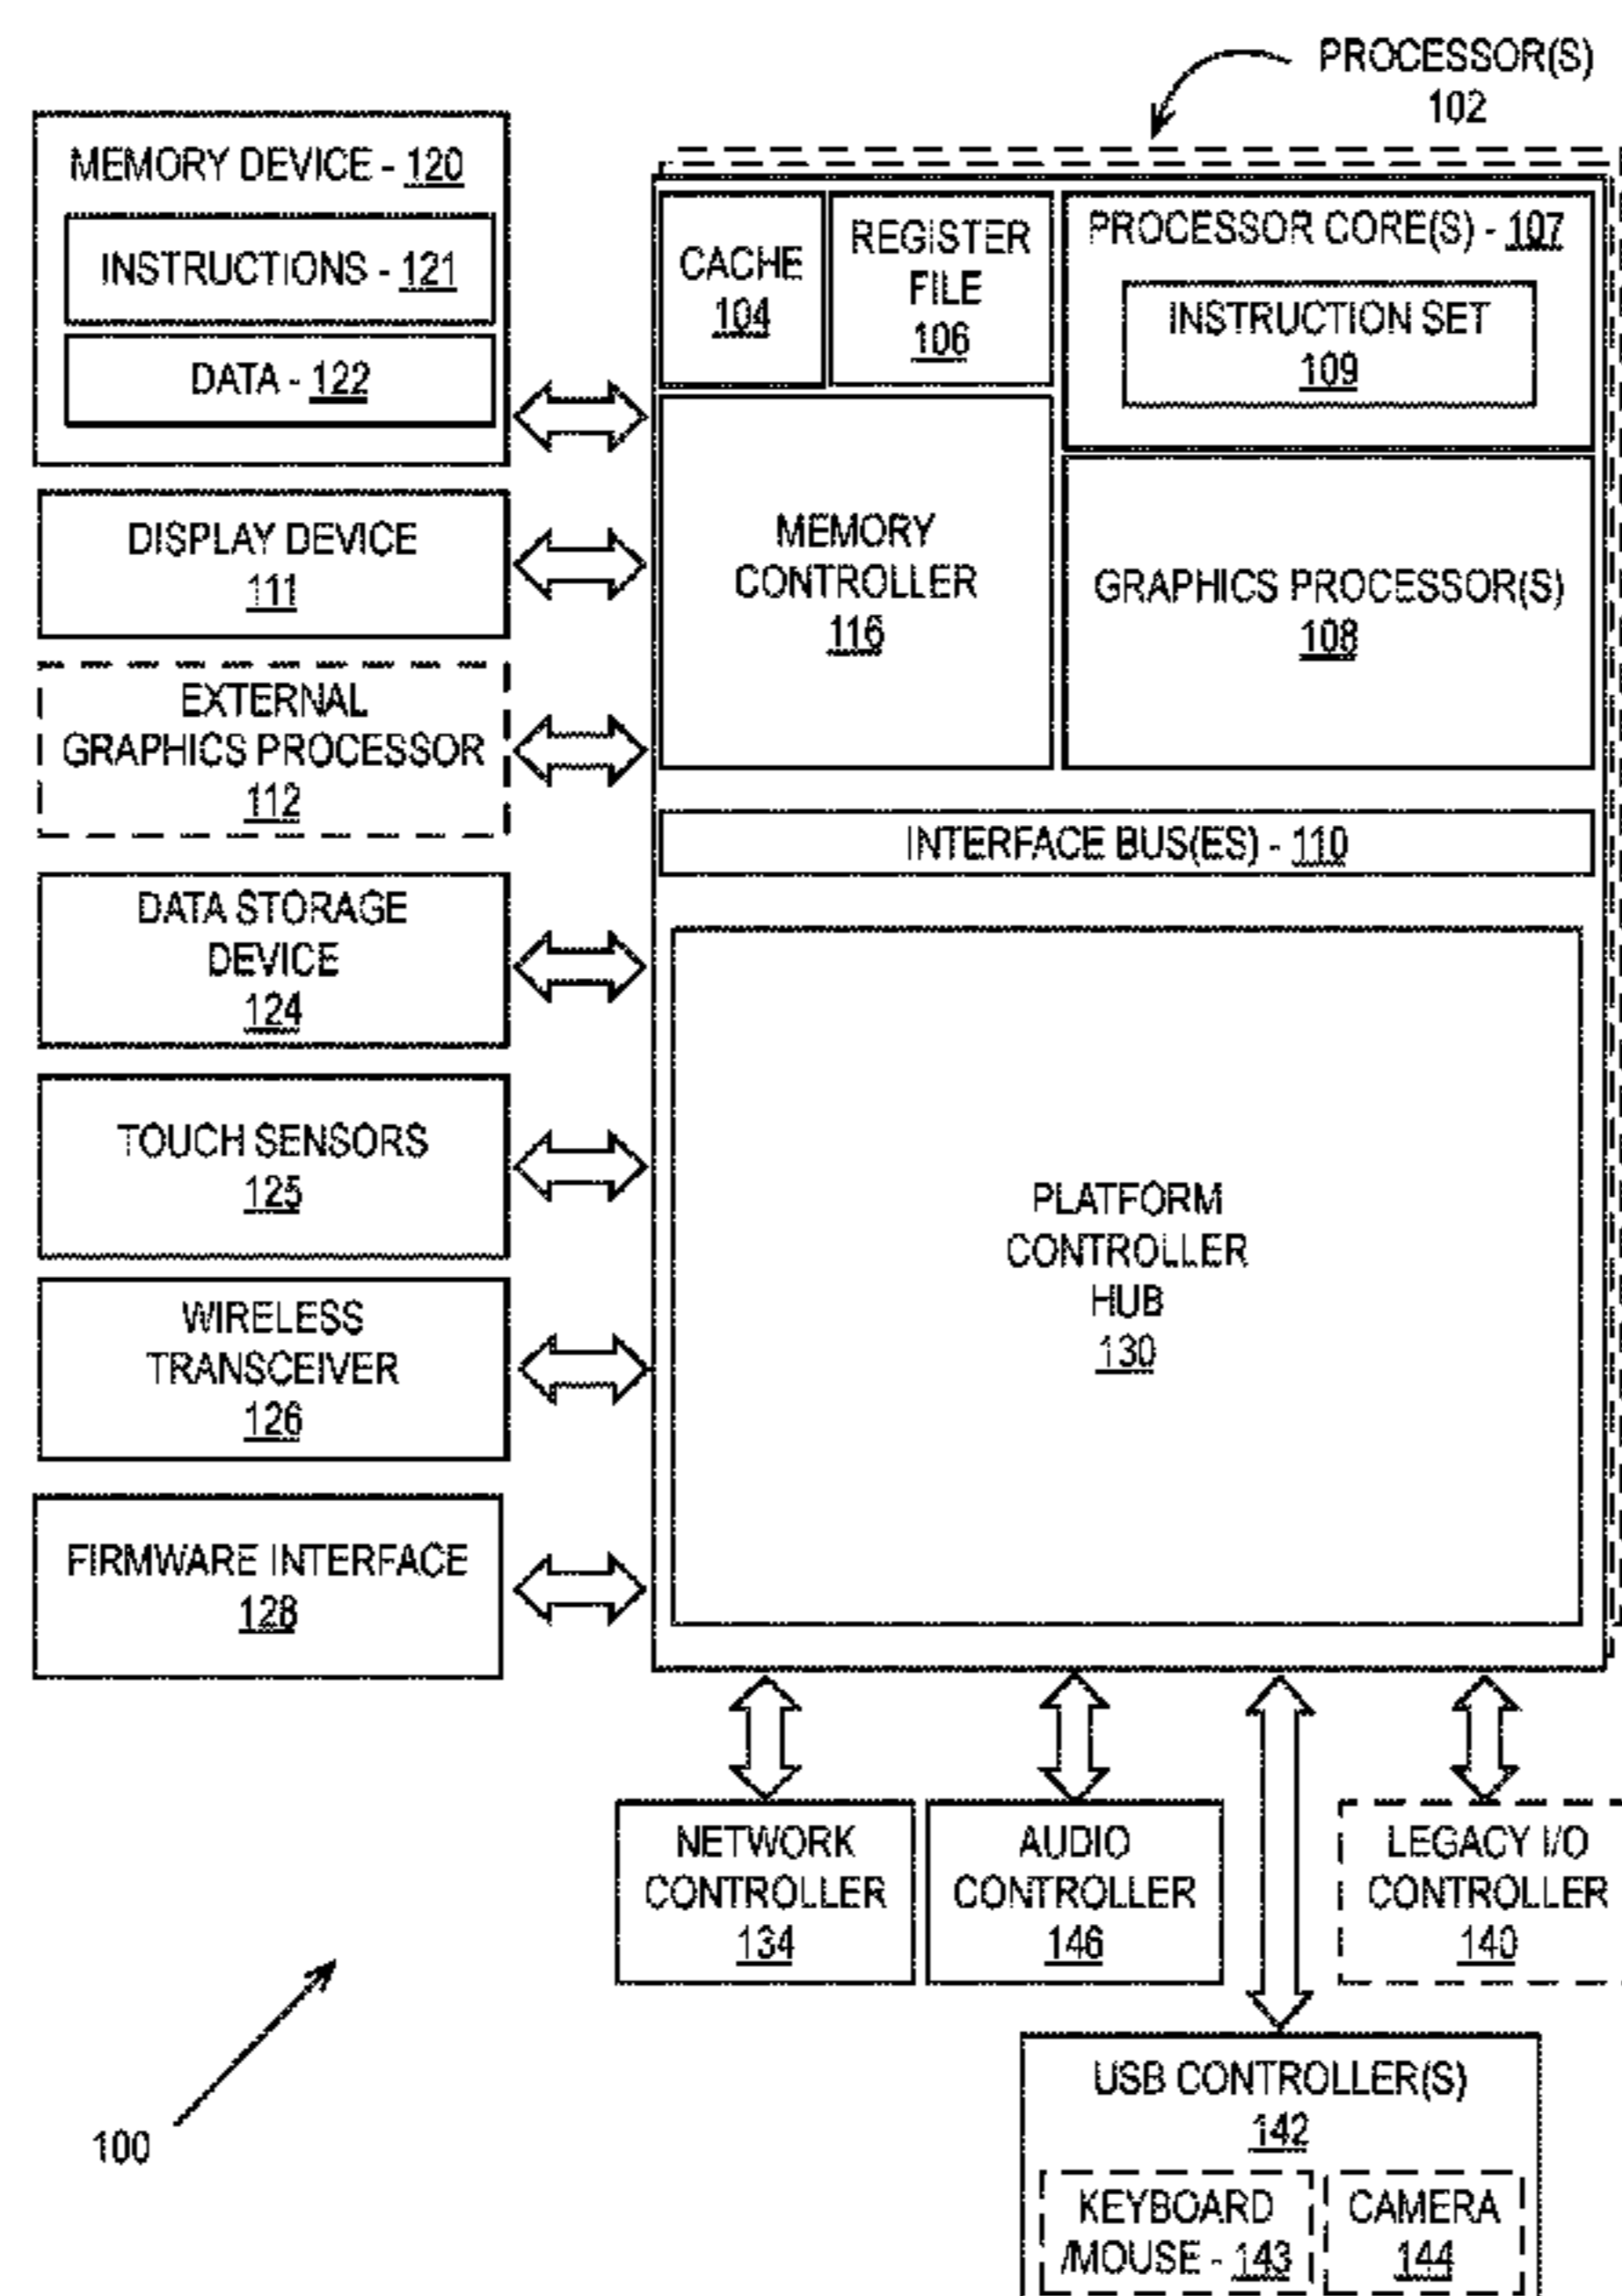 PROCESSOR(S)
102
MEMORY DEVICE - 120
INSTRUCTIONS - 121
DATA - 122
CACHE
104
REGISTER
FILE
106
PROCESSOR CORE(S) - 107
INSTRUCTION SET
109
DISPLAY DEVICE
111
MEMORY
CONTROLLER
116
GRAPHICS PROCESSOR(S)
108
EXTERNAL
GRAPHICS PROCESSOR
112
INTERFACE BUS(ES) - 110
DATA STORAGE
DEVICE
124
TOUCH SENSORS
125
PLATFORM
CONTROLLER
HUB
130
WIRELESS
TRANSCEIVER
126
FIRMWARE INTERFACE
128
NETWORK
CONTROLLER
134
AUDIO
CONTROLLER
146
LEGACY I/O
CONTROLLER
140
USB CONTROLLER(S)
142
KEYBOARD
/MOUSE - 143
CAMERA
144
100